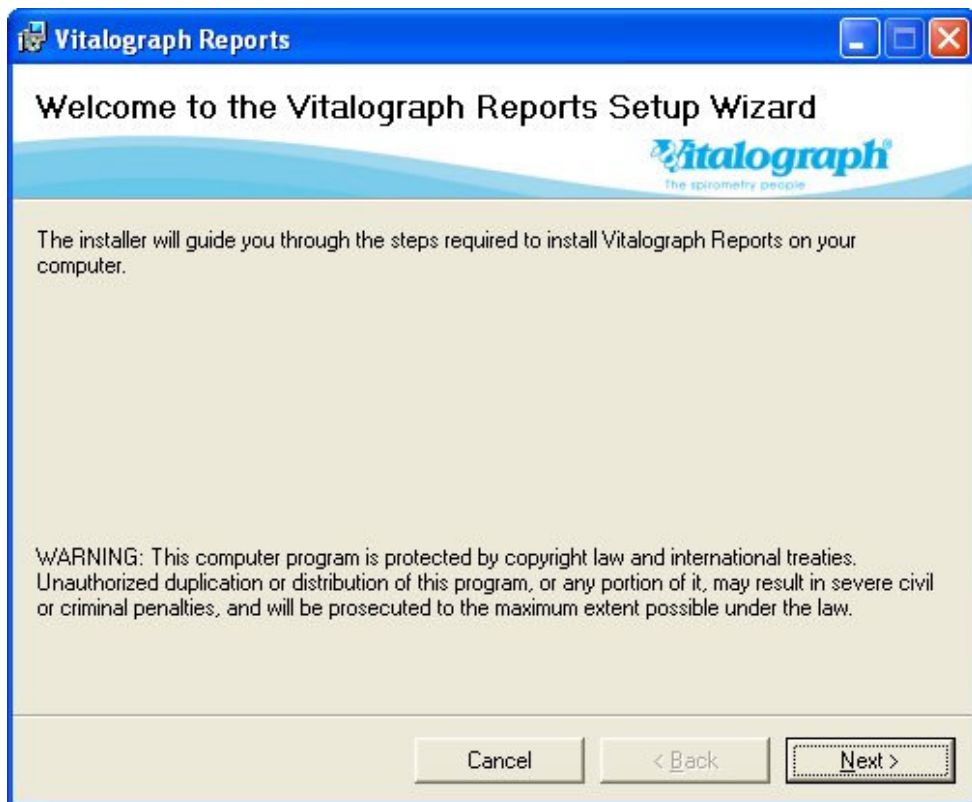 Vitalograph Reports
Welcome to the Vitalograph Reports Setup Wizard
Vitalograph®
The spirometry people
The installer will guide you through the steps required to install Vitalograph Reports on your
computer.
WARNING: This computer program is protected by copyright law and international treaties.
Unauthorized duplication or distribution of this program, or any portion of it, may result in severe civil
or criminal penalties, and will be prosecuted to the maximum extent possible under the law.
Cancel < Back Next >